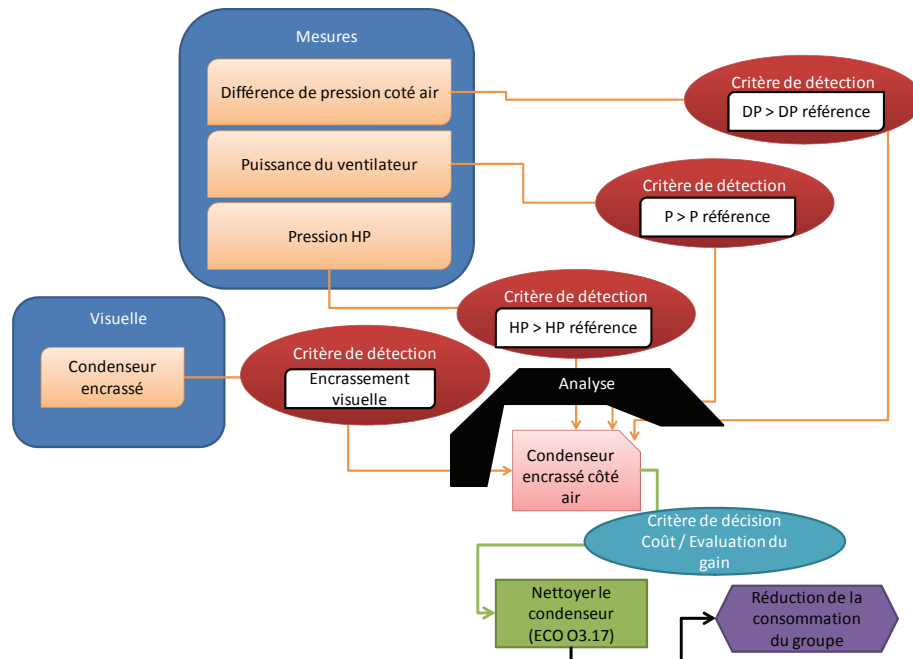 Mesures
Différence de pression coté air
Critère de détection
DP > DP référence
Puissance du ventilateur
Critère de détection
P > P référence
Pression HP
Critère de détection
HP > HP référence
Visuelle
Condenseur
encrassé
Critère de détection
Encrassement
visuelle
Analyse
Condenseur
encrassé côté
air
Critère de décision
Coût / Evaluation du
gain
Nettoyer le
condenseur
(ECO O3.17)
Réduction de la
consommation
du groupe